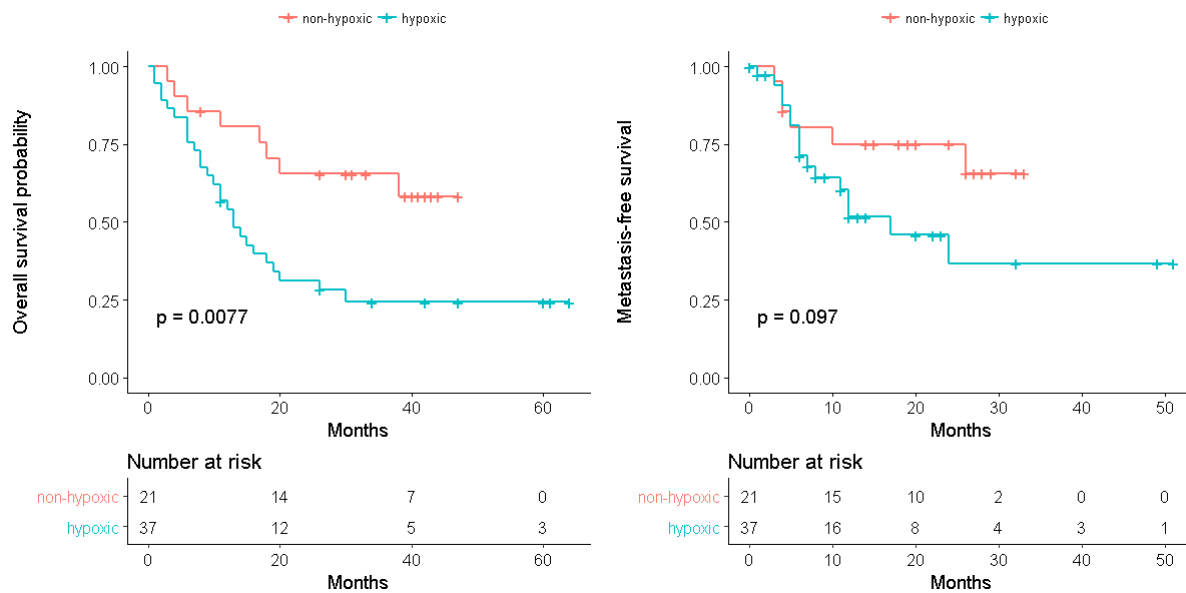 non-hypoxic hypoxic
Overall survival probability
1.00
0.75
0.50
0.25
0.00
p = 0.0077
0 20 40 60
Months
Number at risk
non-hypoxic 21 14 7 0
hypoxic 37 12 5 3
0 20 40 60
Months
non-hypoxic hypoxic
Metastasis-free survival
1.00
0.75
0.50
0.25
0.00
p = 0.097
0 10 20 30 40 50
Months
Number at risk
non-hypoxic 21 15 10 2 0 0
hypoxic 37 16 8 4 3 1
0 10 20 30 40 50
Months